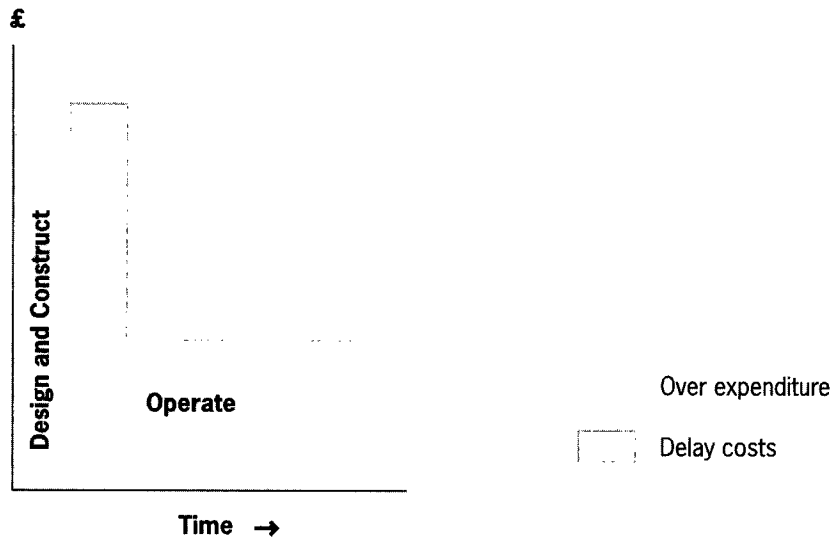 £
Design and Construct
Operate
Over expenditure
Delay costs
Time →